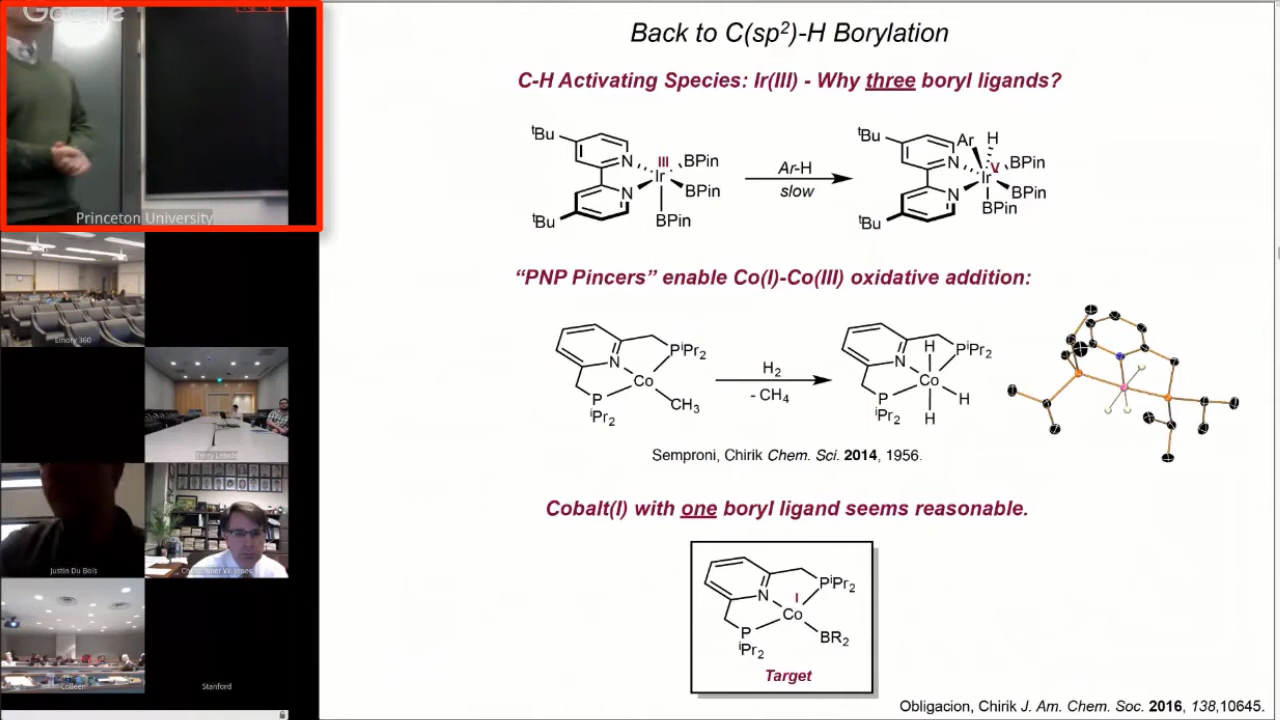 Google
Princeton University
Emory 360
Justin Du Bois
Stanford
Back to C(sp²)-H Borylation
C-H Activating Species: Ir(III) - Why three boryl ligands?
ᵗBu
N
N
III
Ir
BPin
BPin
BPin
ᵗBu
Ar-H
slow
ᵗBu
Ar
H
N
N
V
Ir
BPin
BPin
BPin
ᵗBu
“PNP Pincers” enable Co(I)-Co(III) oxidative addition:
N
PⁱPr₂
Co
P
ⁱPr₂
CH₃
H₂
- CH₄
H
N
PⁱPr₂
Co
H
P
ⁱPr₂
H
Semproni, Chirik Chem. Sci. 2014, 1956.
Cobalt(I) with one boryl ligand seems reasonable.
N
I
PⁱPr₂
Co
P
ⁱPr₂
BR₂
Target
Obligacion, Chirik J. Am. Chem. Soc. 2016, 138,10645.